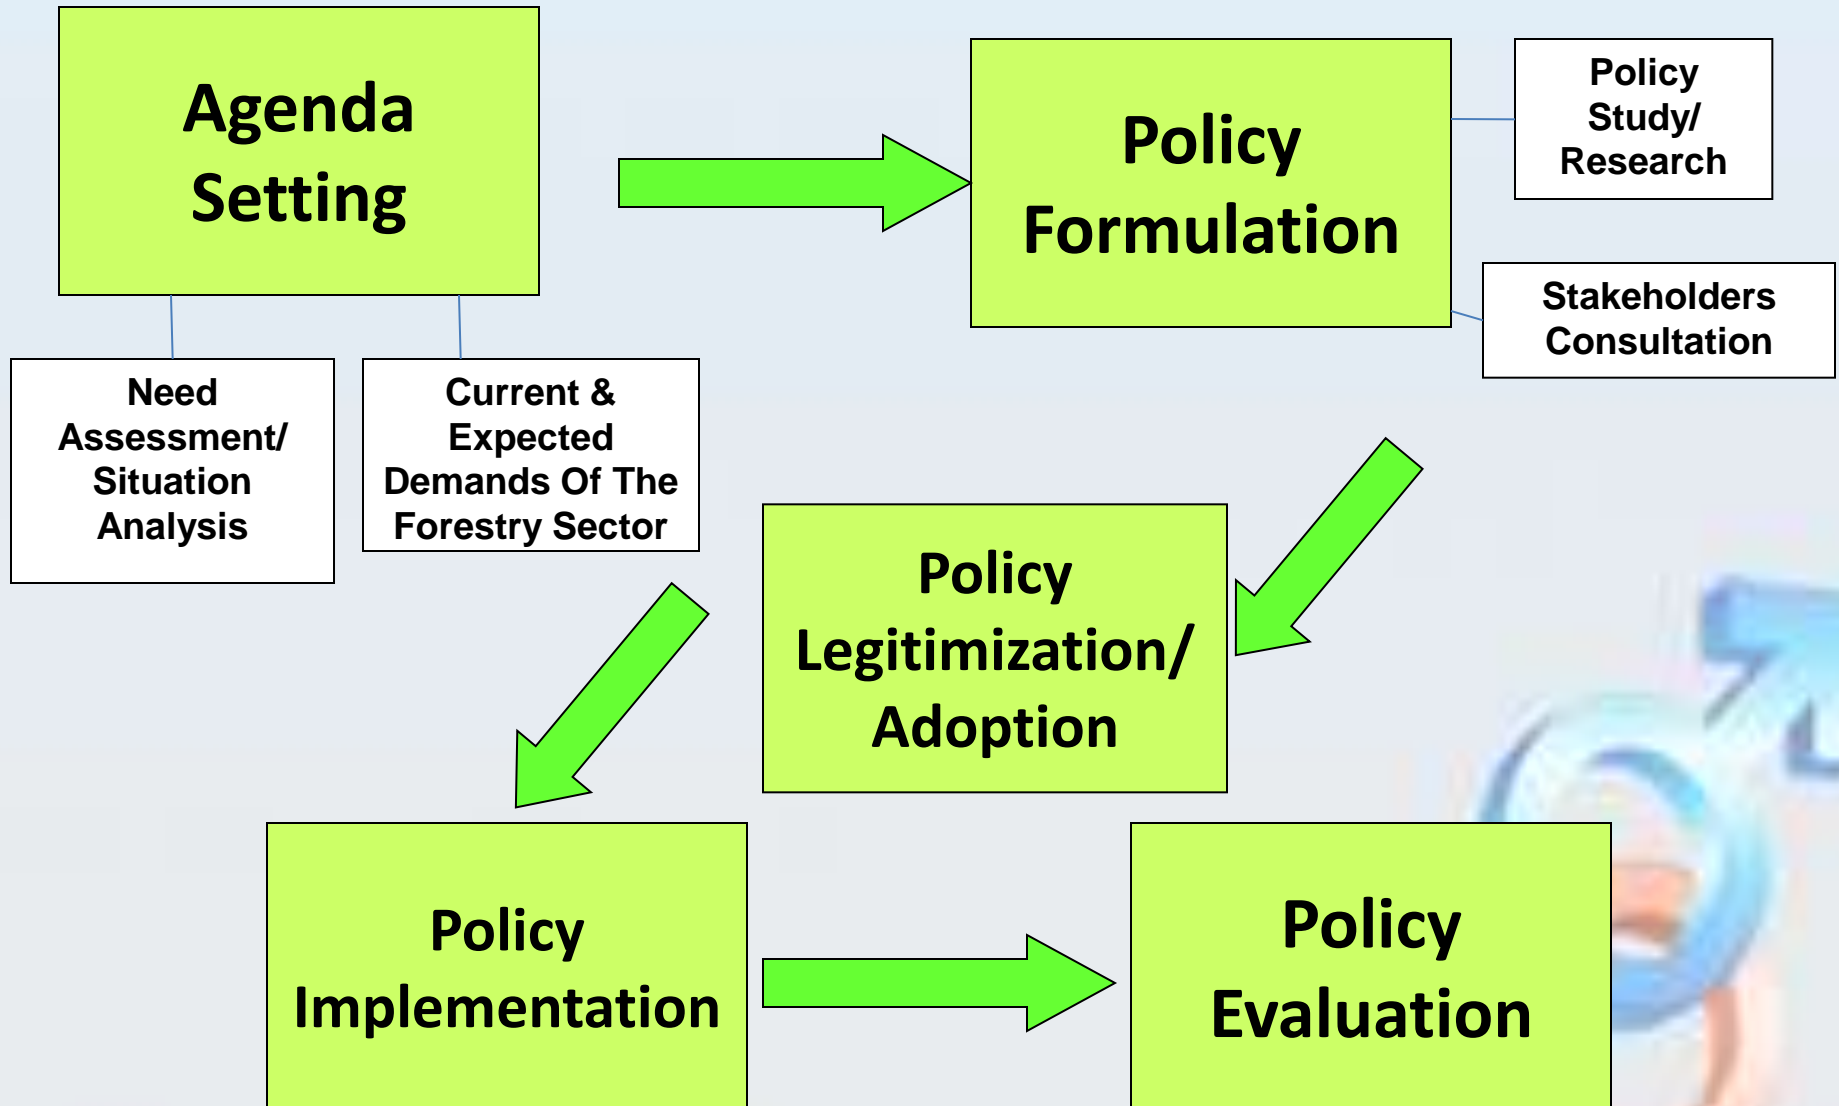 Agenda
Setting
Policy
Formulation
Policy
Study/
Research
Stakeholders
Consultation
Need
Assessment/
Situation
Analysis
Current &
Expected
Demands Of The
Forestry Sector
Policy
Legitimization/
Adoption
Policy
Implementation
Policy
Evaluation